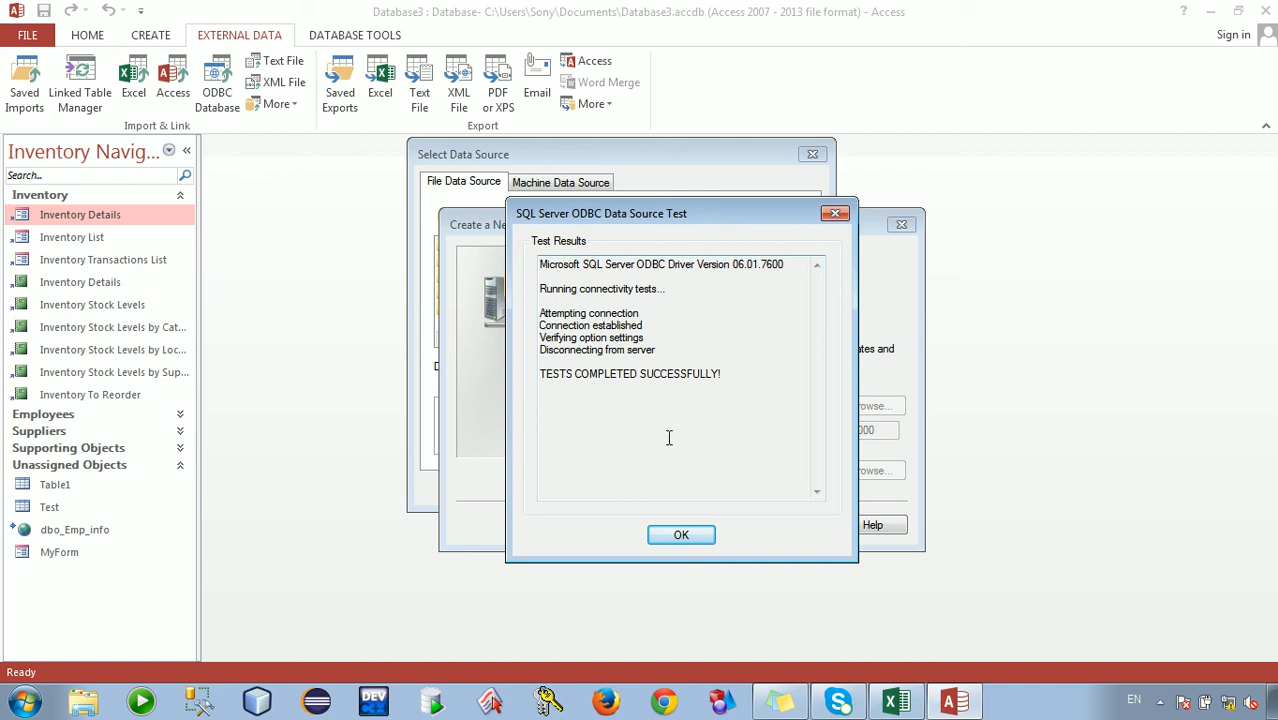 Database3 : Database- C:\Users\Sony\Documents\Database3.accdb (Access 2007 - 2013 file format) - Access
FILE
HOME
CREATE
EXTERNAL DATA
DATABASE TOOLS
Sign in
Saved Imports
Linked Table Manager
Excel
Access
ODBC Database
Text File
XML File
More
Import & Link
Saved Exports
Excel
Text File
XML File
PDF or XPS
Email
Access
Word Merge
More
Export
Inventory Navig...
Search...
Inventory
Inventory Details
Inventory List
Inventory Transactions List
Inventory Details
Inventory Stock Levels
Inventory Stock Levels by Cat...
Inventory Stock Levels by Loc...
Inventory Stock Levels by Sup...
Inventory To Reorder
Employees
Suppliers
Supporting Objects
Unassigned Objects
Table1
Test
dbo_Emp_info
MyForm
Select Data Source
File Data Source
Machine Data Source
Create a Ne
SQL Server ODBC Data Source Test
Test Results
Microsoft SQL Server ODBC Driver Version 06.01.7600
Running connectivity tests...
Attempting connection
Connection established
Verifying option settings
Disconnecting from server
TESTS COMPLETED SUCCESSFULLY!
OK
ates and
owse...
000
owse...
Help
Ready
DEV
EN